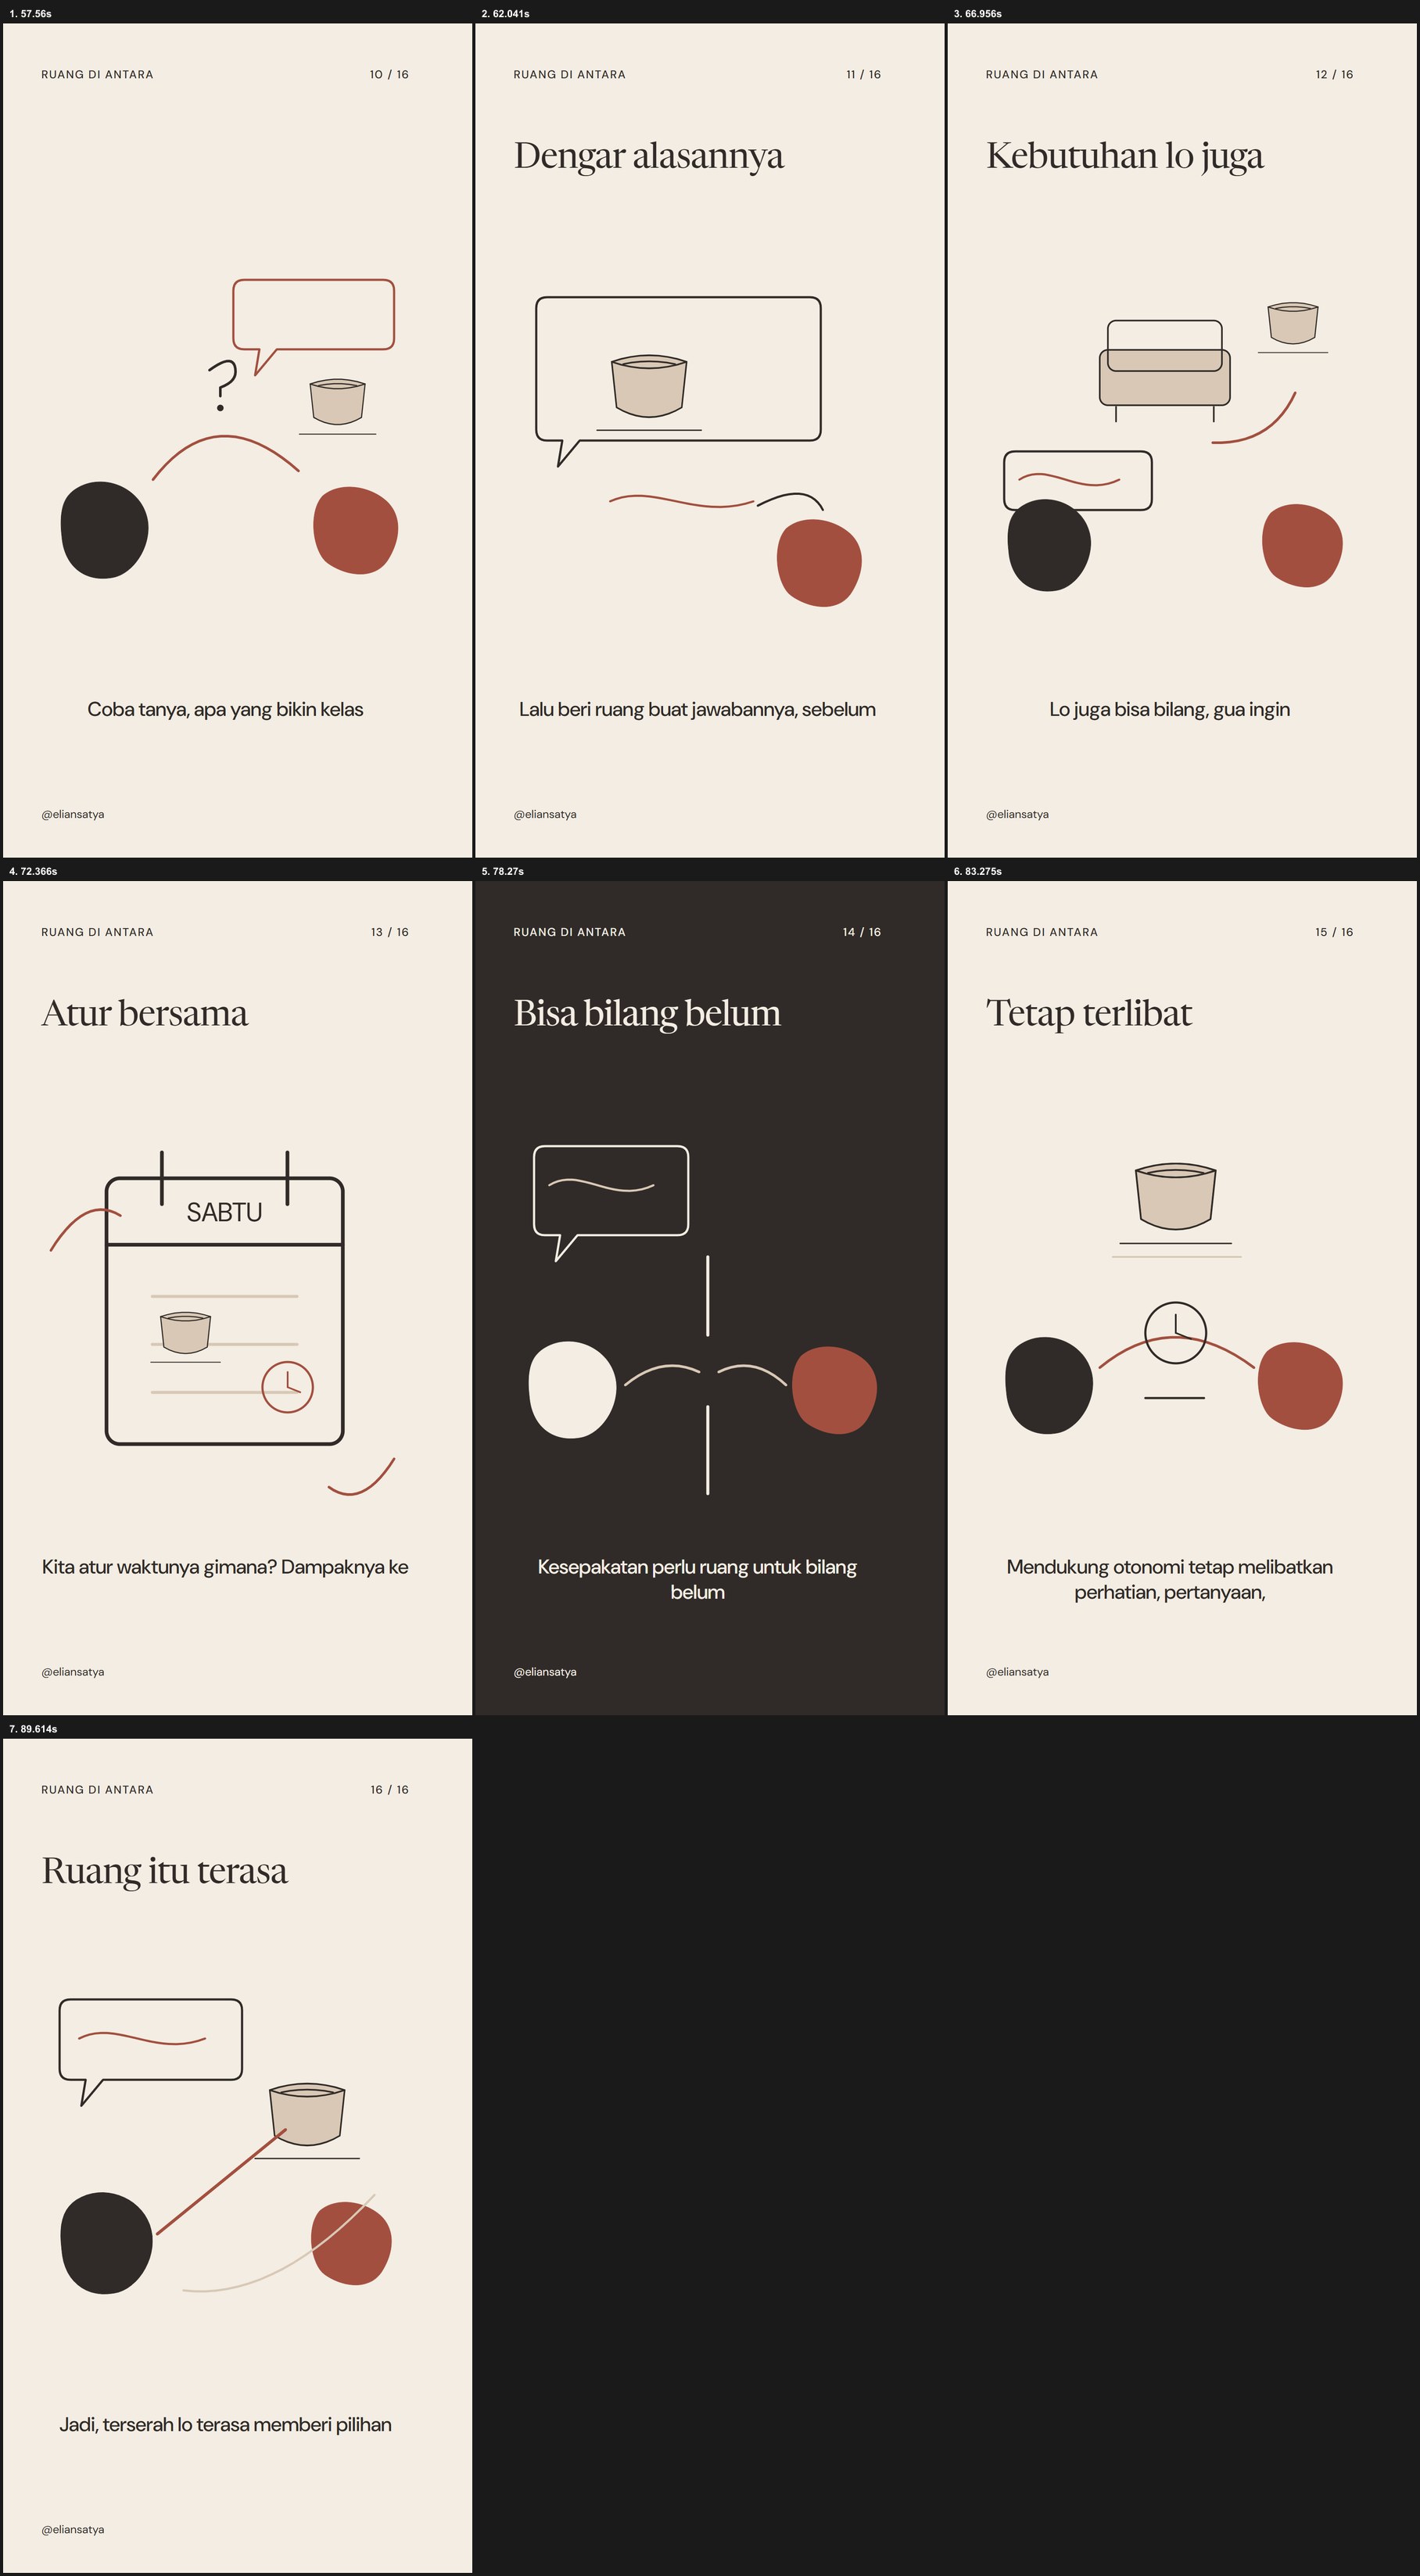 1. 57.56s
RUANG DI ANTARA
10 / 16
?
Coba tanya, apa yang bikin kelas
@eliansatya
2. 62.041s
RUANG DI ANTARA
11 / 16
Dengar alasannya
Lalu beri ruang buat jawabannya, sebelum
@eliansatya
3. 66.956s
RUANG DI ANTARA
12 / 16
Kebutuhan lo juga
Lo juga bisa bilang, gua ingin
@eliansatya
4. 72.366s
RUANG DI ANTARA
13 / 16
Atur bersama
SABTU
Kita atur waktunya gimana? Dampaknya ke
@eliansatya
5. 78.27s
RUANG DI ANTARA
14 / 16
Bisa bilang belum
Kesepakatan perlu ruang untuk bilang
belum
@eliansatya
6. 83.275s
RUANG DI ANTARA
15 / 16
Tetap terlibat
Mendukung otonomi tetap melibatkan
perhatian, pertanyaan,
@eliansatya
7. 89.614s
RUANG DI ANTARA
16 / 16
Ruang itu terasa
Jadi, terserah lo terasa memberi pilihan
@eliansatya